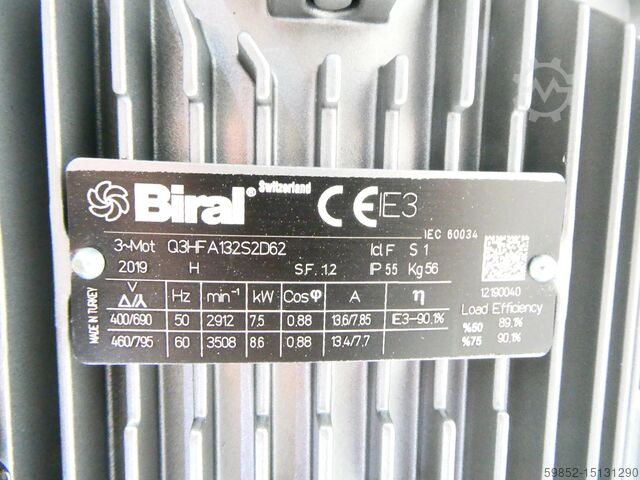 Biral® Switzerland CE IE3
IEC 60034
3~Mot Q3HFA132S2D62 Icl F S 1
2019 H S.F. :1.2 IP 55 Kg 56
12190040
V Δ/⅄ Hz min⁻¹ kW Cosφ A η
400/690 50 2912 7.5 0.88 13.6/7.85 IE3-90.1%
460/795 60 3508 8.6 0.88 13.4/7.7
Load Efficiency
%50 89.1%
%75 90.1%
MADE IN TURKEY
59852-15131290